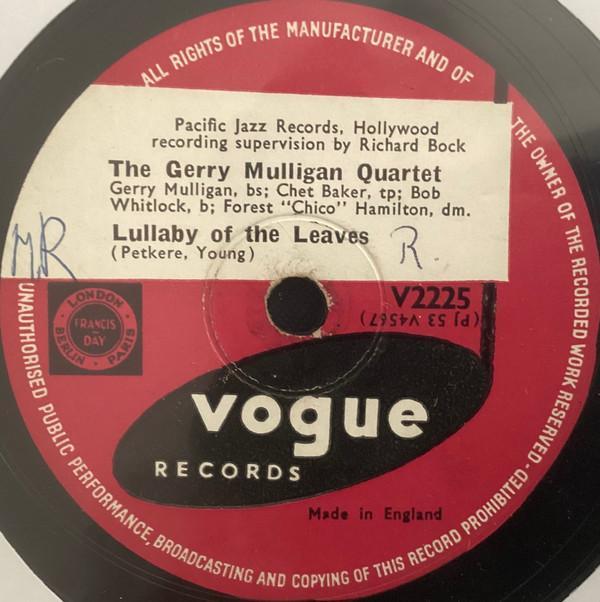 ALL RIGHTS OF THE MANUFACTURER AND OF
THE OWNER OF THE RECORDED WORK RESERVED -
UNAUTHORISED PUBLIC PERFORMANCE, BROADCASTING AND COPYING OF THIS RECORD PROHIBITED -
Pacific Jazz Records, Hollywood
recording supervision by Richard Bock
The Gerry Mulligan Quartet
Gerry Mulligan, bs; Chet Baker, tp; Bob
Whitlock, b; Forest "Chico" Hamilton, dm.
Lullaby of the Leaves
(Petkere, Young)
R.
V2225
(PJ 53 V4567)
LONDON
FRANCIS
DAY
BERLIN • PARIS
vogue
RECORDS
Made in England